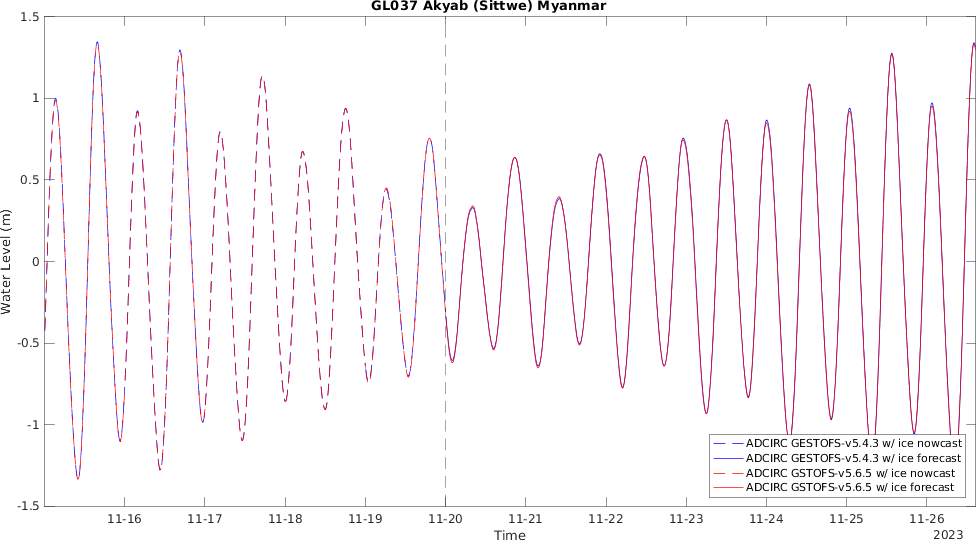 GL037 Akyab (Sittwe) Myanmar
1.5
1
0.5
0
-0.5
-1
-1.5
Water Level (m)
ADCIRC GESTOFS-v5.4.3 w/ ice nowcast
ADCIRC GESTOFS-v5.4.3 w/ ice forecast
ADCIRC GSTOFS-v5.6.5 w/ ice nowcast
ADCIRC GSTOFS-v5.6.5 w/ ice forecast
11-16 11-17 11-18 11-19 11-20 11-21 11-22 11-23 11-24 11-25 11-26
Time
2023